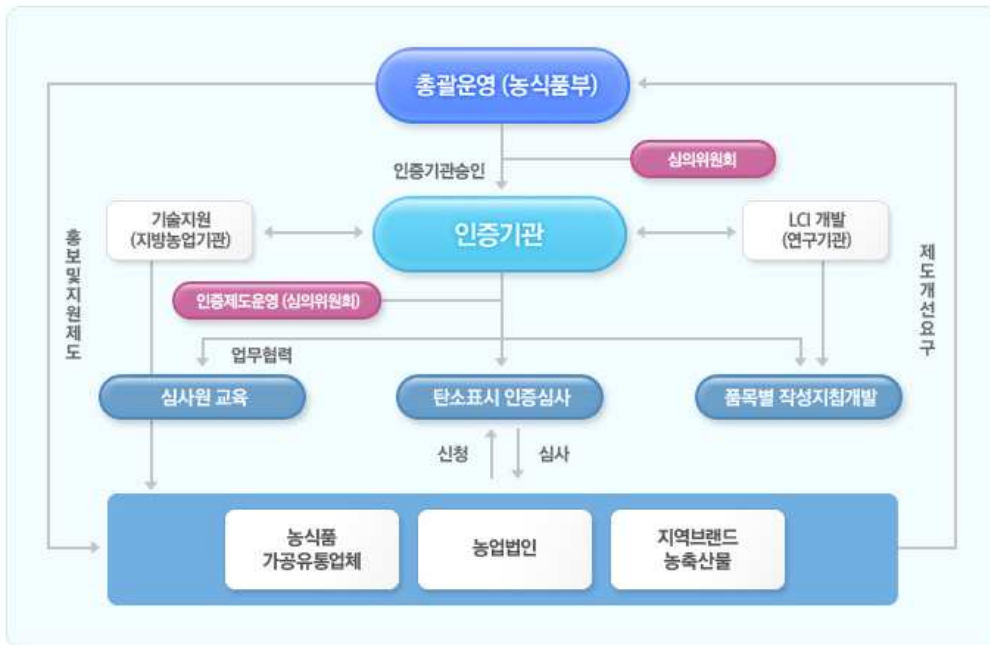 총괄운영 (농식품부)
심의위원회
인증기관승인
기술지원
(지방농업기관)
인증기관
LCI 개발
(연구기관)
홍보및지원제도
제도개선요구
인증제도운영 (심의위원회)
업무협력
심사원 교육
탄소표시 인증심사
품목별 작성지침개발
신청
심사
농식품
가공유통업체
농업법인
지역브랜드
농축산물